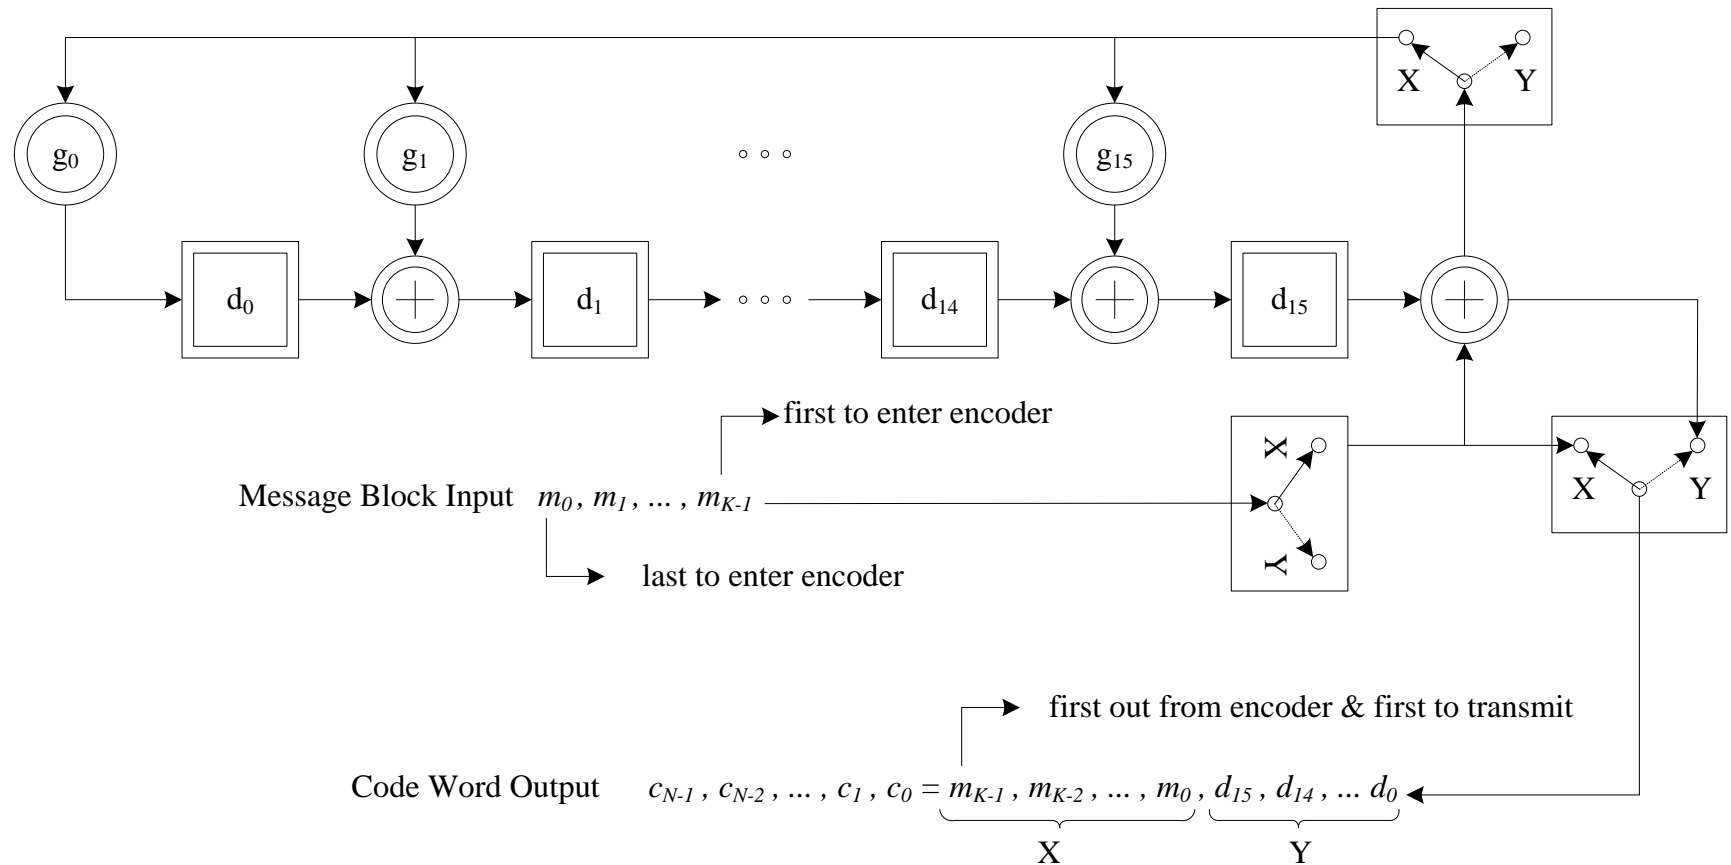 X Y
g0 g1 ° ° ° g15
d0 + d1 ° ° ° d14 + d15 +
first to enter encoder
X
X Y
Message Block Input m0 , m1 , ... , mK-1
Y
last to enter encoder
first out from encoder & first to transmit
Code Word Output cN-1 , cN-2 , ... , c1 , c0 = mK-1 , mK-2 , ... , m0 , d15 , d14 , ... d0
X Y